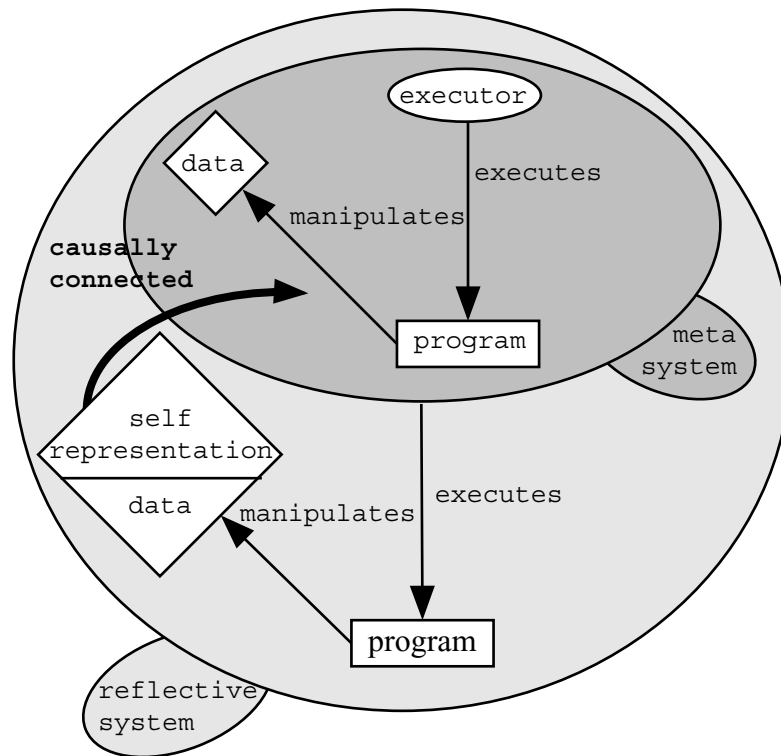 executor
data
executes
manipulates
causally
connected
program
meta
system
self
representation
data
manipulates
executes
program
reflective
system